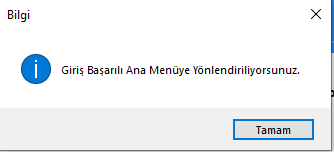 Bilgi
Giriş Başarılı Ana Menüye Yönlendiriliyorsunuz.
Tamam